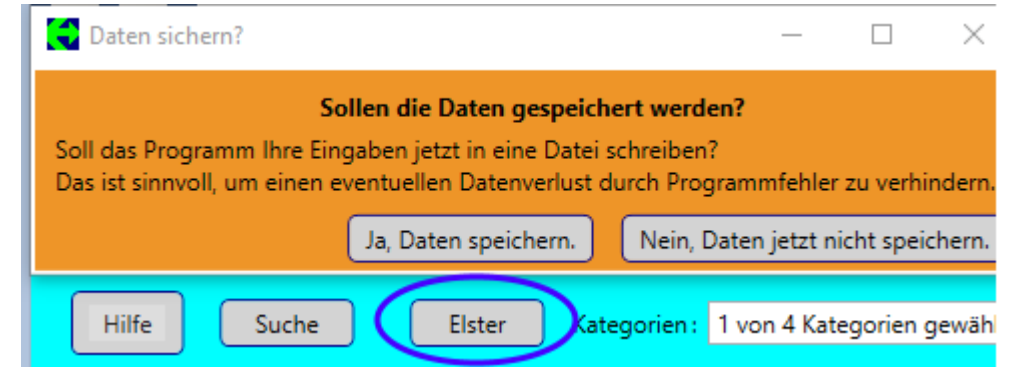 Daten sichern?
Sollen die Daten gespeichert werden?
Soll das Programm Ihre Eingaben jetzt in eine Datei schreiben?
Das ist sinnvoll, um einen eventuellen Datenverlust durch Programmfehler zu verhindern.
Ja, Daten speichern. Nein, Daten jetzt nicht speichern.
Hilfe Suche Elster Kategorien: 1 von 4 Kategorien